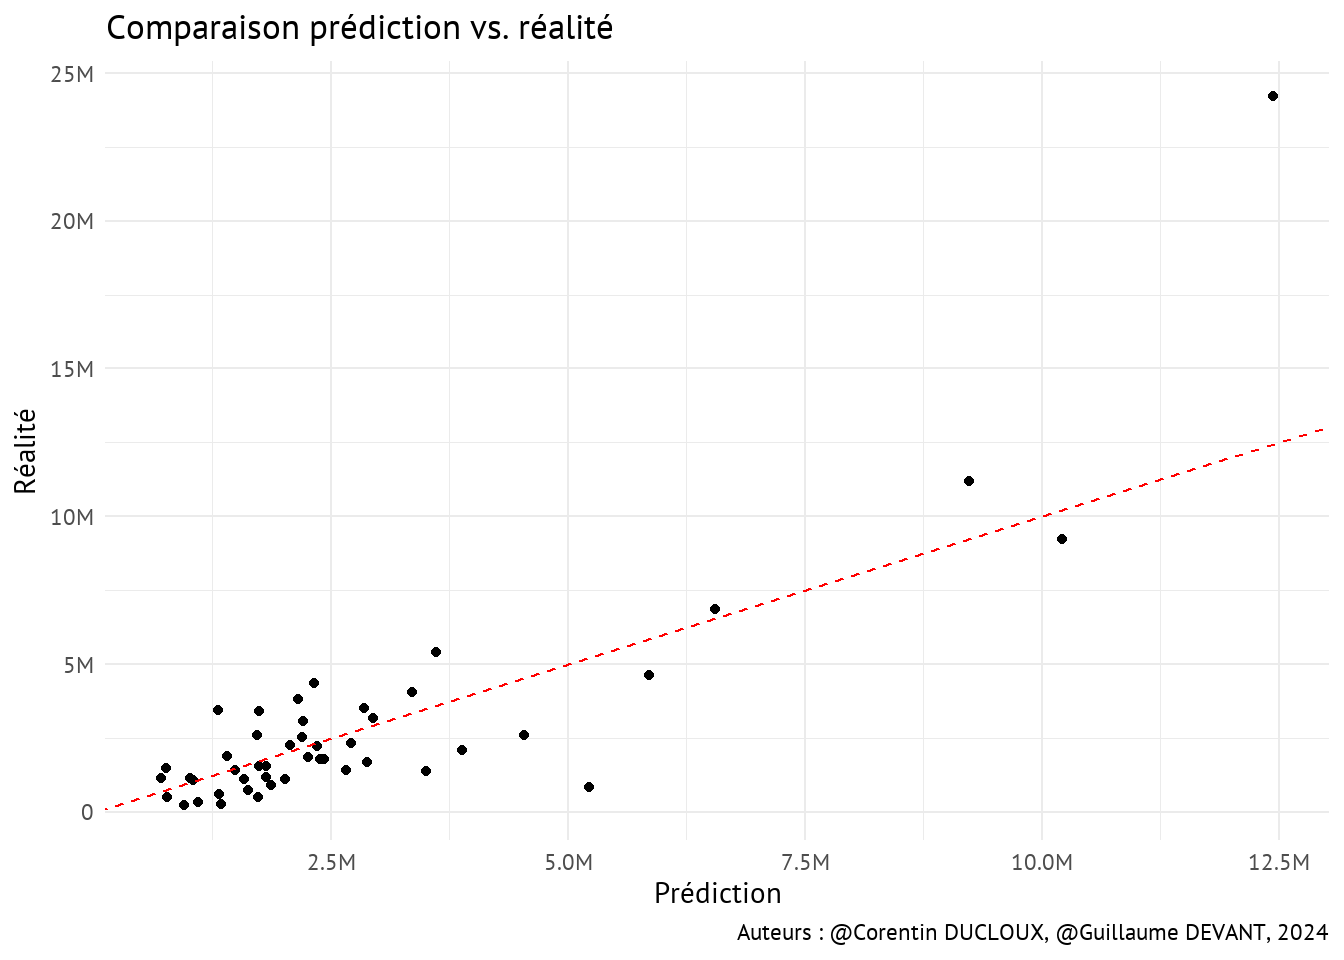 Comparaison prédiction vs. réalité
25M
20M
15M
10M
5M
0
Réalité
2.5M 5.0M 7.5M 10.0M 12.5M
Prédiction
Auteurs : @Corentin DUCLOUX, @Guillaume DEVANT, 2024